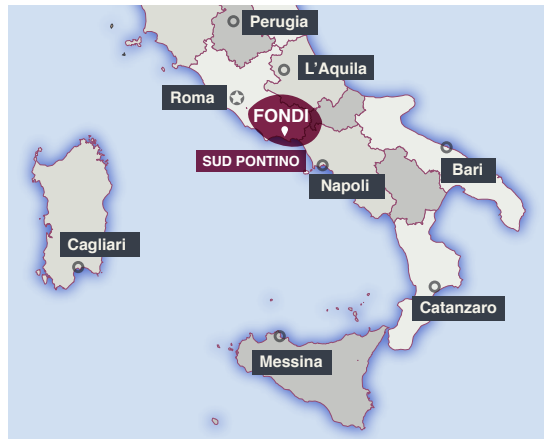 Perugia
L'Aquila
Roma
FONDI
SUD PONTINO
Bari
Napoli
Cagliari
Catanzaro
Messina